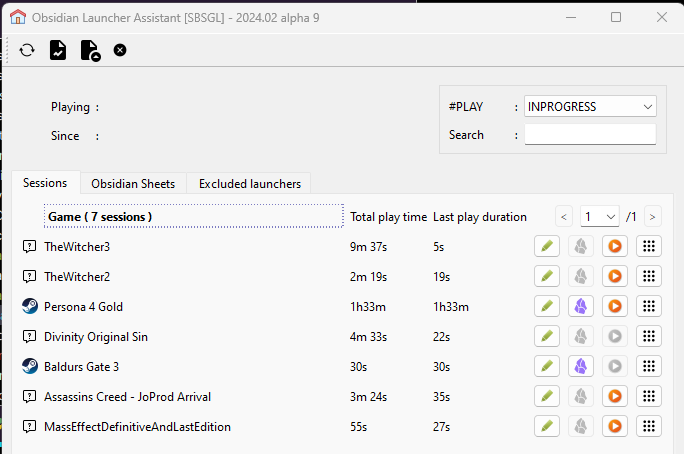 Obsidian Launcher Assistant [SBSGL] - 2024.02 alpha 9
Playing :
Since :
#PLAY : INPROGRESS
Search :
Sessions Obsidian Sheets Excluded launchers
Game ( 7 sessions ) Total play time Last play duration < 1 /1 >
TheWitcher3 9m 37s 5s
TheWitcher2 2m 19s 19s
Persona 4 Gold 1h33m 1h33m
Divinity Original Sin 4m 33s 22s
Baldurs Gate 3 30s 30s
Assassins Creed - JoProd Arrival 3m 24s 35s
MassEffectDefinitiveAndLastEdition 55s 27s